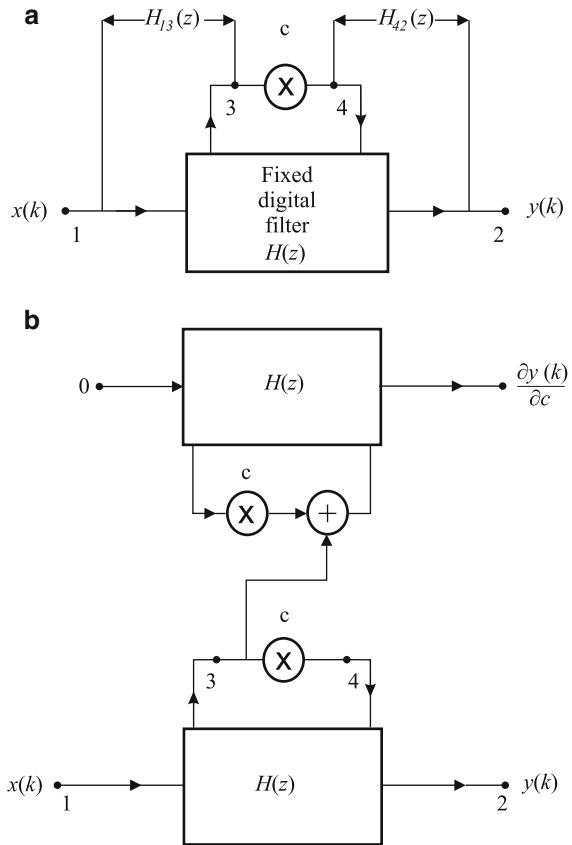 a
H₁₃(z)
c
H₄₂(z)
X
3
4
Fixed
digital
filter
H(z)
x(k)
1
y(k)
2
b
0
H(z)
∂y (k)
∂c
c
X
+
c
X
3
4
x(k)
1
H(z)
y(k)
2